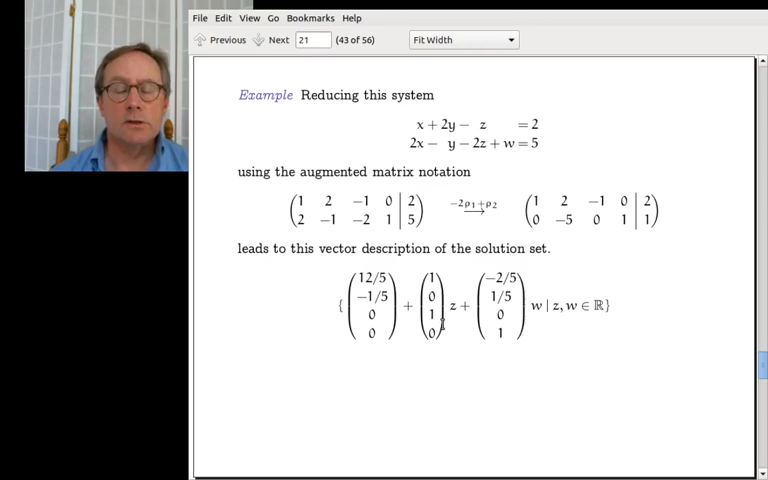 File Edit View Go Bookmarks Help
Previous Next 21 (43 of 56) Fit Width
Example Reducing this system
x + 2y − z = 2
2x − y − 2z + w = 5
using the augmented matrix notation
( 1 2 −1 0 | 2 ) −2ρ₁+ρ₂ → ( 1 2 −1 0 | 2 )
( 2 −1 −2 1 | 5 ) ( 0 −5 0 1 | 1 )
leads to this vector description of the solution set.
{ (12/5 −1/5 0 0) + (1 0 1 0) z + (−2/5 1/5 0 1) w | z, w ∈ ℝ}